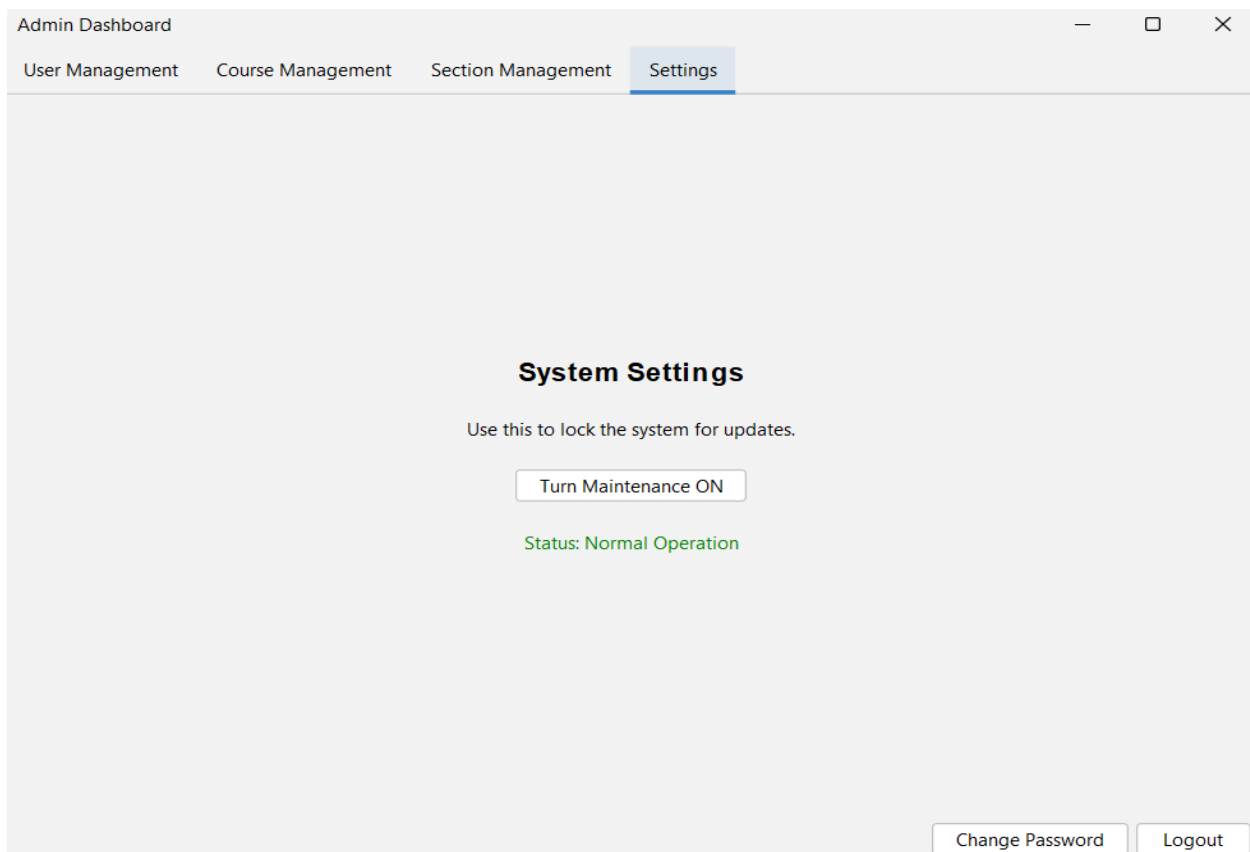 Admin Dashboard
User Management Course Management Section Management Settings
System Settings
Use this to lock the system for updates.
Turn Maintenance ON
Status: Normal Operation
Change Password Logout